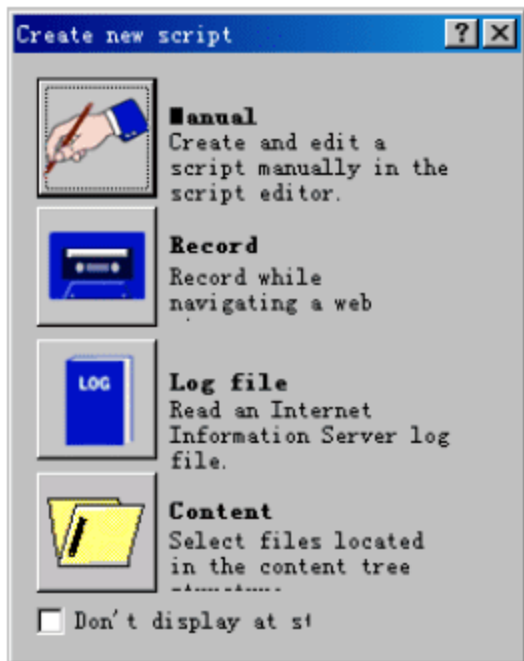 Create new script
Manual
Create and edit a
script manually in the
script editor.
Record
Record while
navigating a web
LOG
Log file
Read an Internet
Information Server log
file.
Content
Select files located
in the content tree
Don't display at